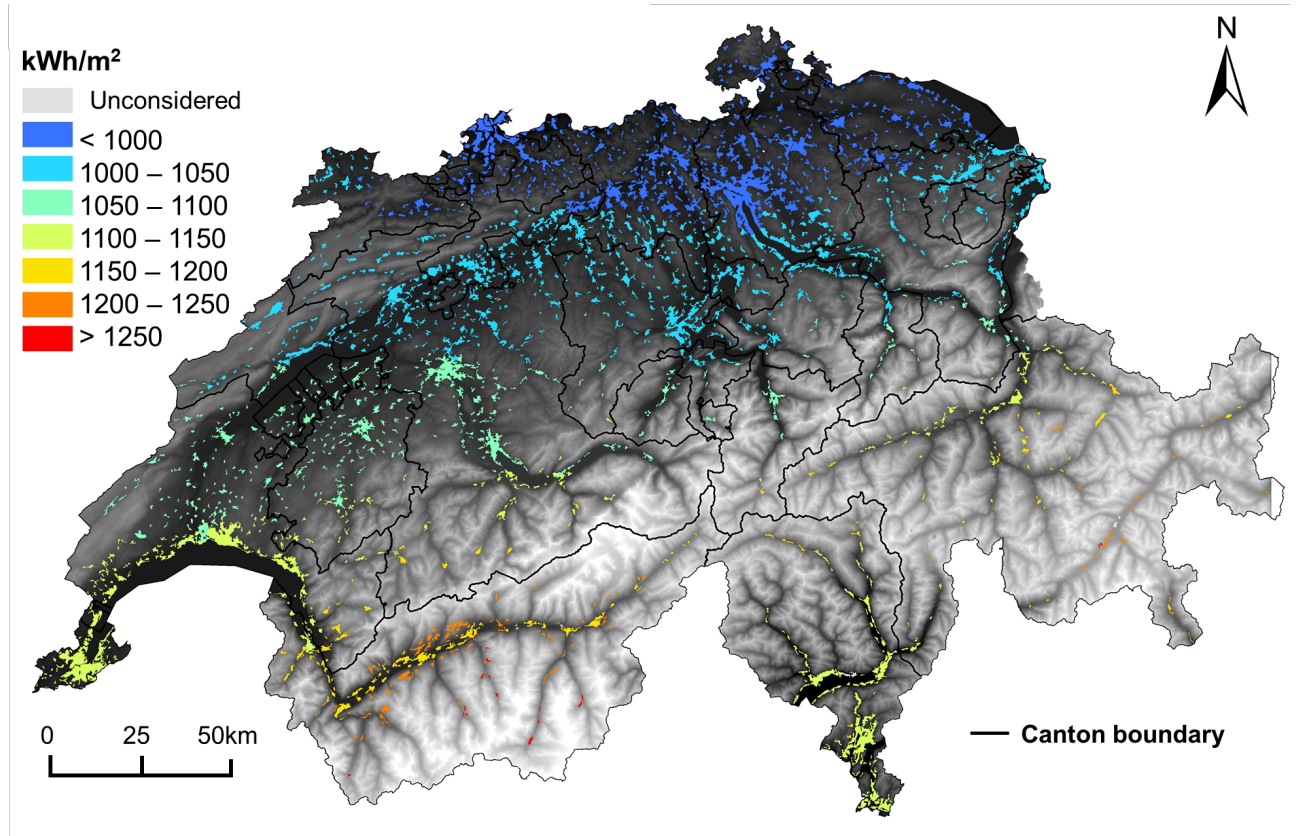 kWh/m²
Unconsidered
< 1000
1000 – 1050
1050 – 1100
1100 – 1150
1150 – 1200
1200 – 1250
> 1250
N
0 25 50km
Canton boundary